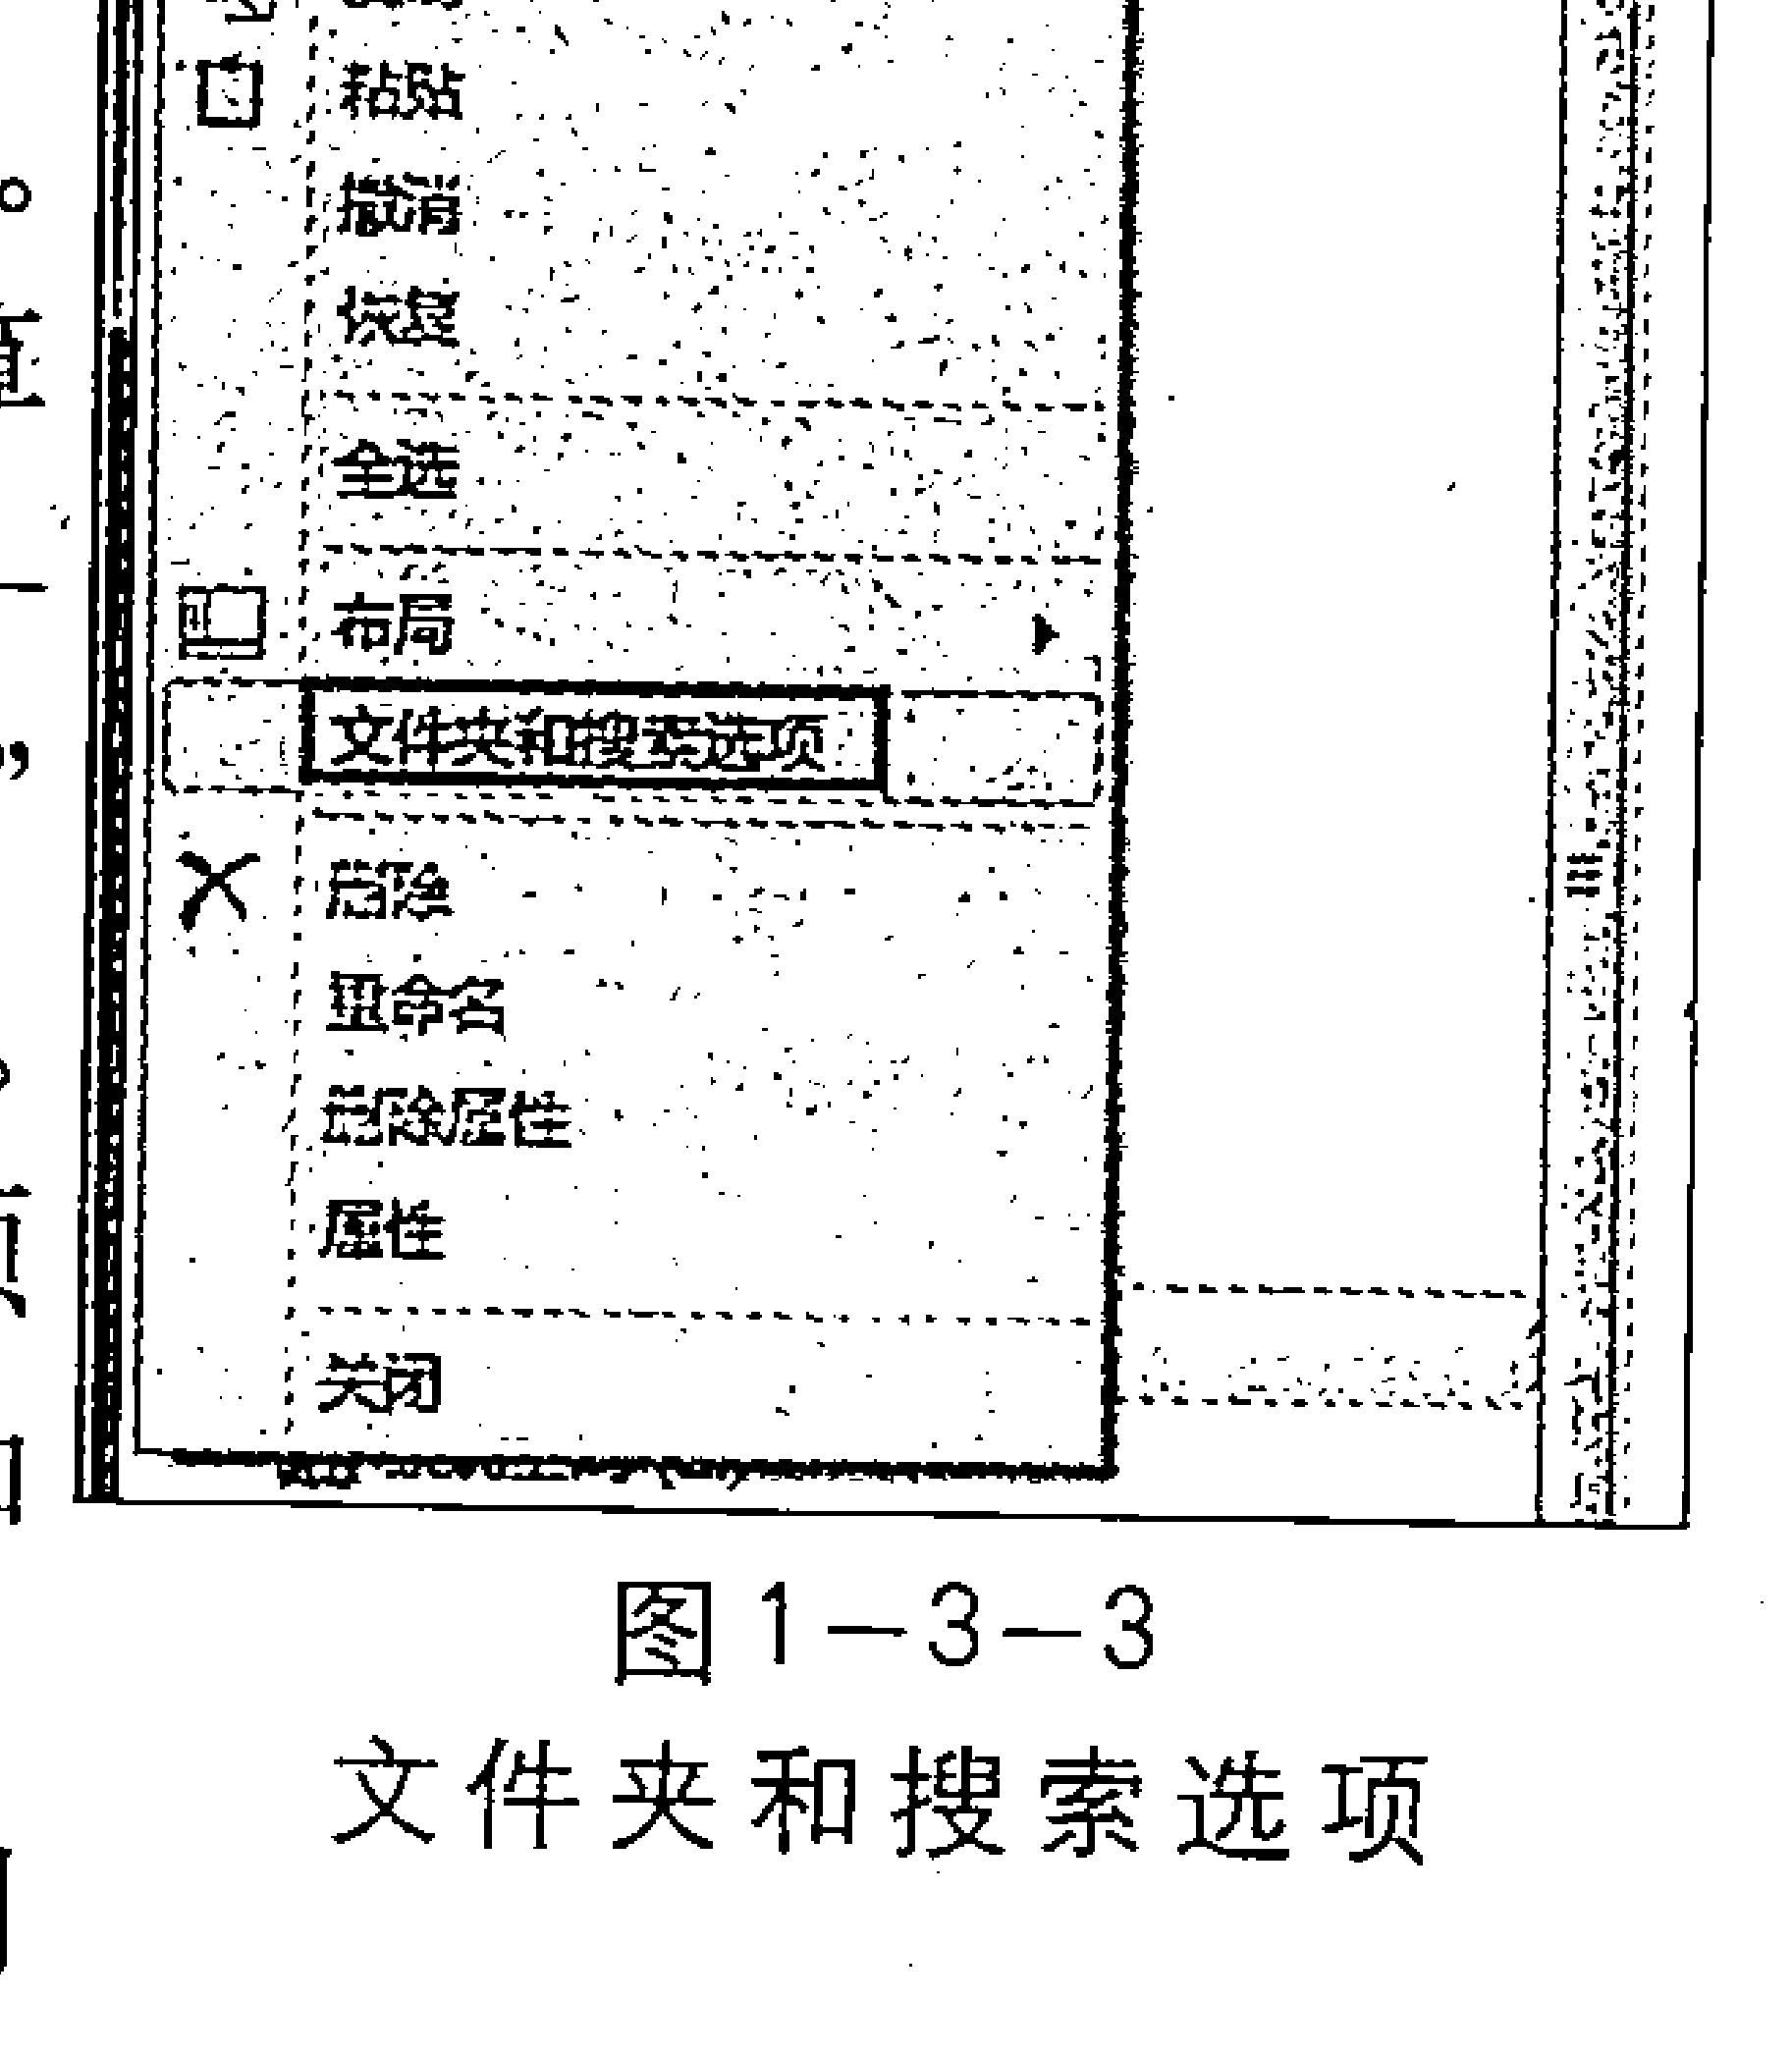 粘贴
撤消
恢复
全选
布局
文件夹和搜索选项
删除
重命名
删除属性
属性
关闭
图1-3-3
文件夹和搜索选项